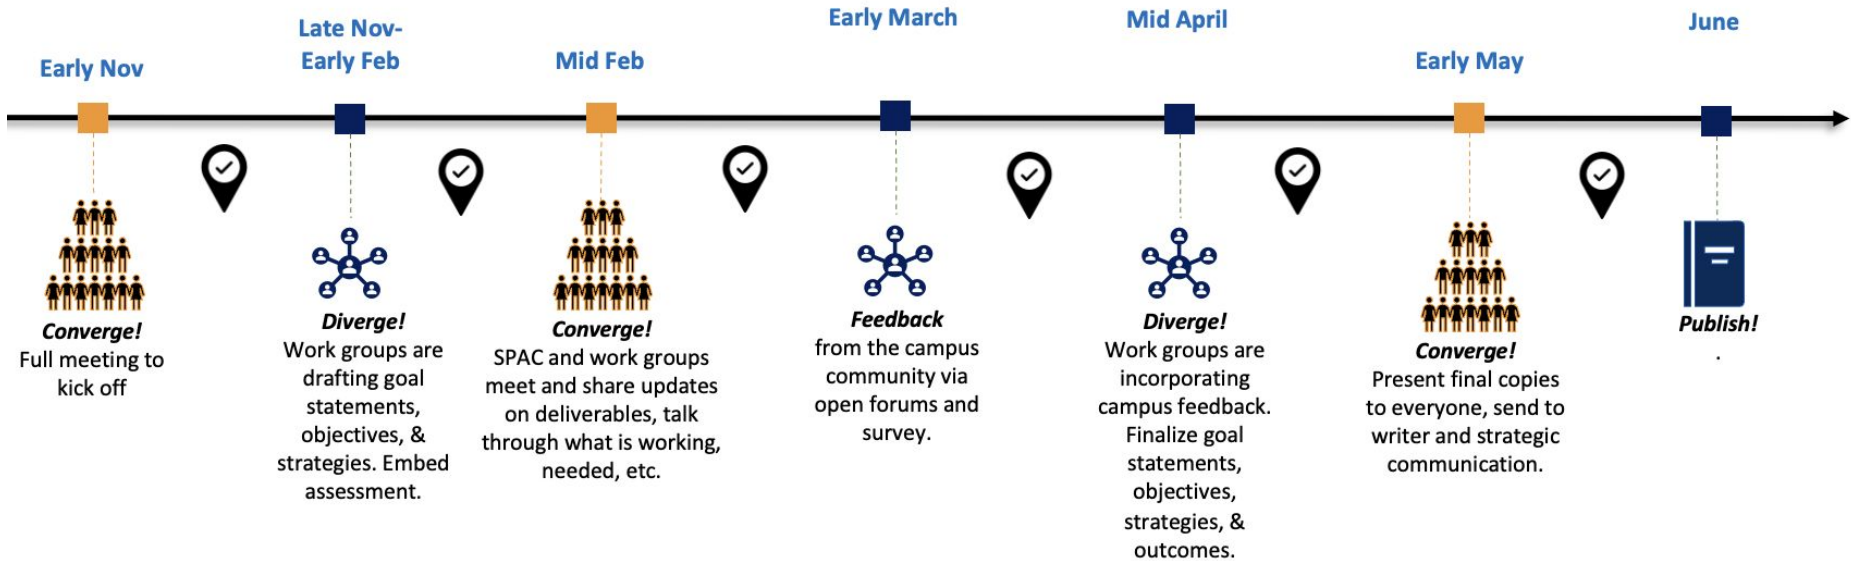 Early Nov
Late Nov-
Early Feb
Mid Feb
Early March
Mid April
Early May
June
Converge!
Full meeting to
kick off
Diverge!
Work groups are
drafting goal
statements,
objectives, &
strategies. Embed
assessment.
Converge!
SPAC and work groups
meet and share updates
on deliverables, talk
through what is working,
needed, etc.
Feedback
from the campus
community via
open forums and
survey.
Diverge!
Work groups are
incorporating
campus feedback.
Finalize goal
statements,
objectives,
strategies, &
outcomes.
Converge!
Present final copies
to everyone, send to
writer and strategic
communication.
Publish!
.